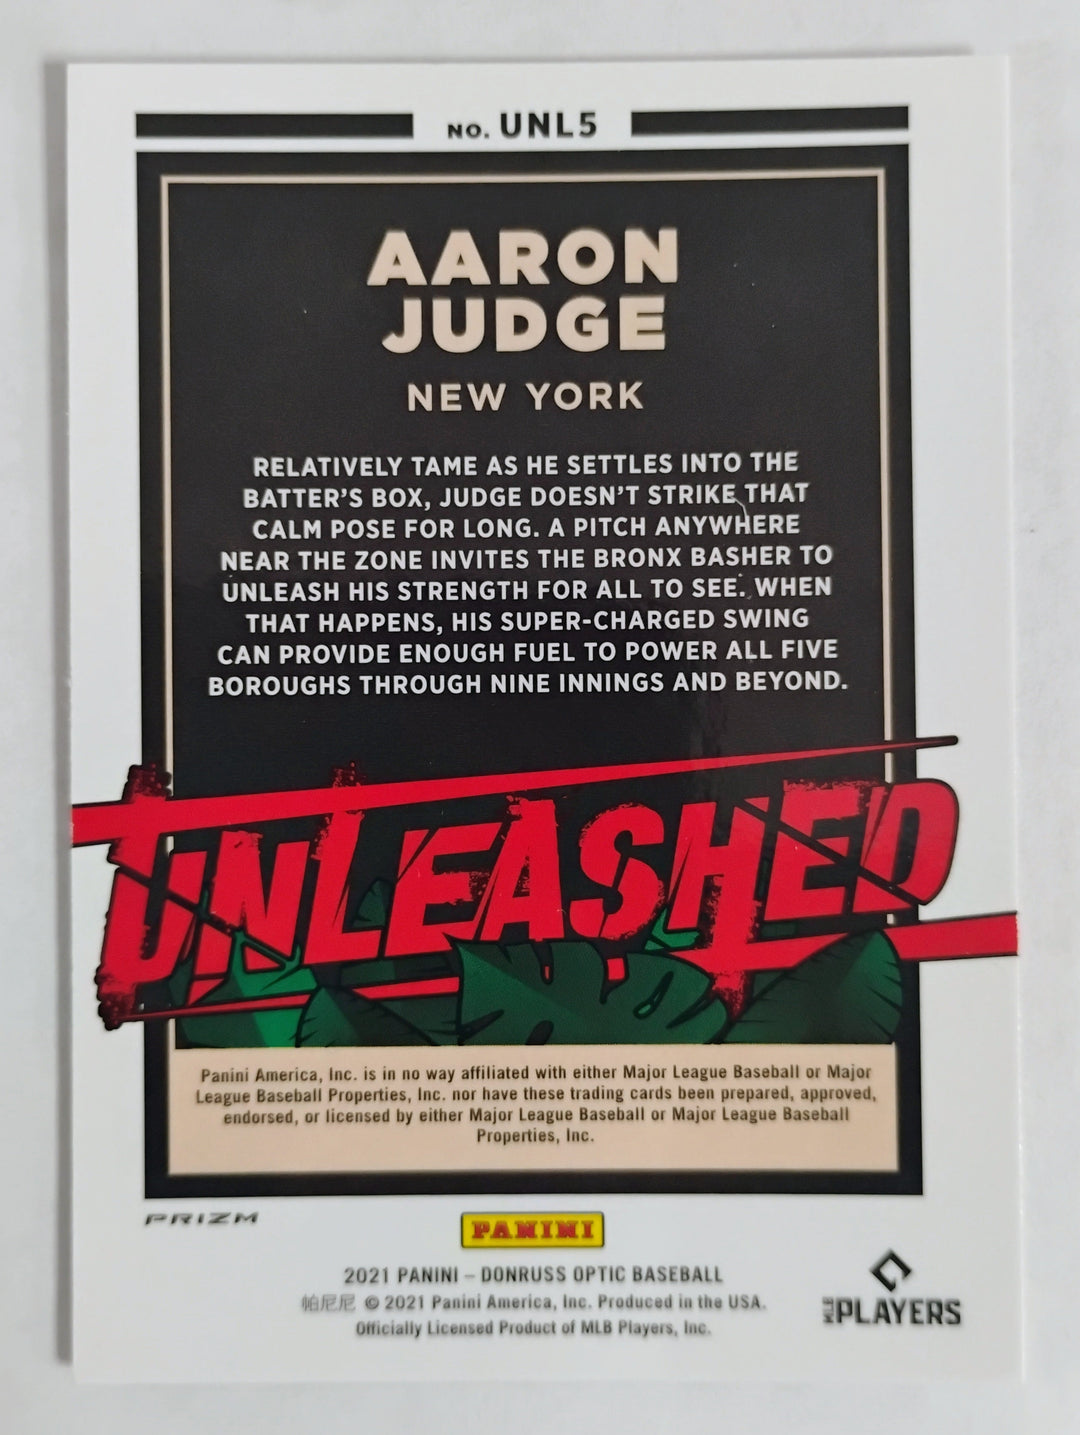 NO. UNL5
AARON
JUDGE
NEW YORK
RELATIVELY TAME AS HE SETTLES INTO THE
BATTER'S BOX, JUDGE DOESN'T STRIKE THAT
CALM POSE FOR LONG. A PITCH ANYWHERE
NEAR THE ZONE INVITES THE BRONX BASHER TO
UNLEASH HIS STRENGTH FOR ALL TO SEE. WHEN
THAT HAPPENS, HIS SUPER-CHARGED SWING
CAN PROVIDE ENOUGH FUEL TO POWER ALL FIVE
BOROUGHS THROUGH NINE INNINGS AND BEYOND.
UNLEASHED
Panini America, Inc. is in no way affiliated with either Major League Baseball or Major
League Baseball Properties, Inc. nor have these trading cards been prepared, approved,
endorsed, or licensed by either Major League Baseball or Major League Baseball
Properties, Inc.
PRIZM
PANINI
2021 PANINI – DONRUSS OPTIC BASEBALL
帕尼尼 © 2021 Panini America, Inc. Produced in the USA.
Officially Licensed Product of MLB Players, Inc.
MLB PLAYERS